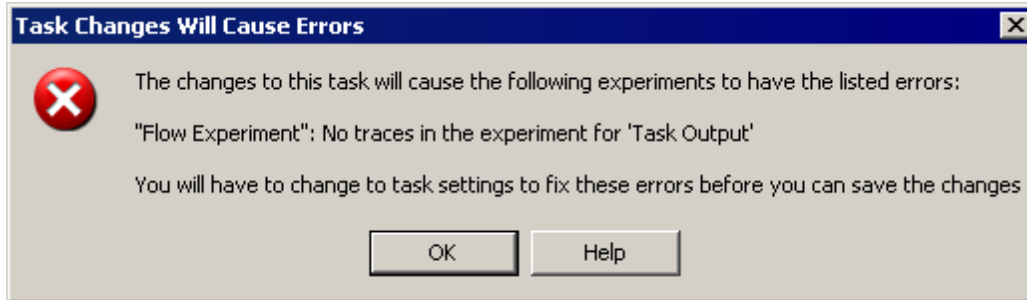 Task Changes Will Cause Errors
The changes to this task will cause the following experiments to have the listed errors:
"Flow Experiment": No traces in the experiment for 'Task Output'
You will have to change to task settings to fix these errors before you can save the changes
OK
Help